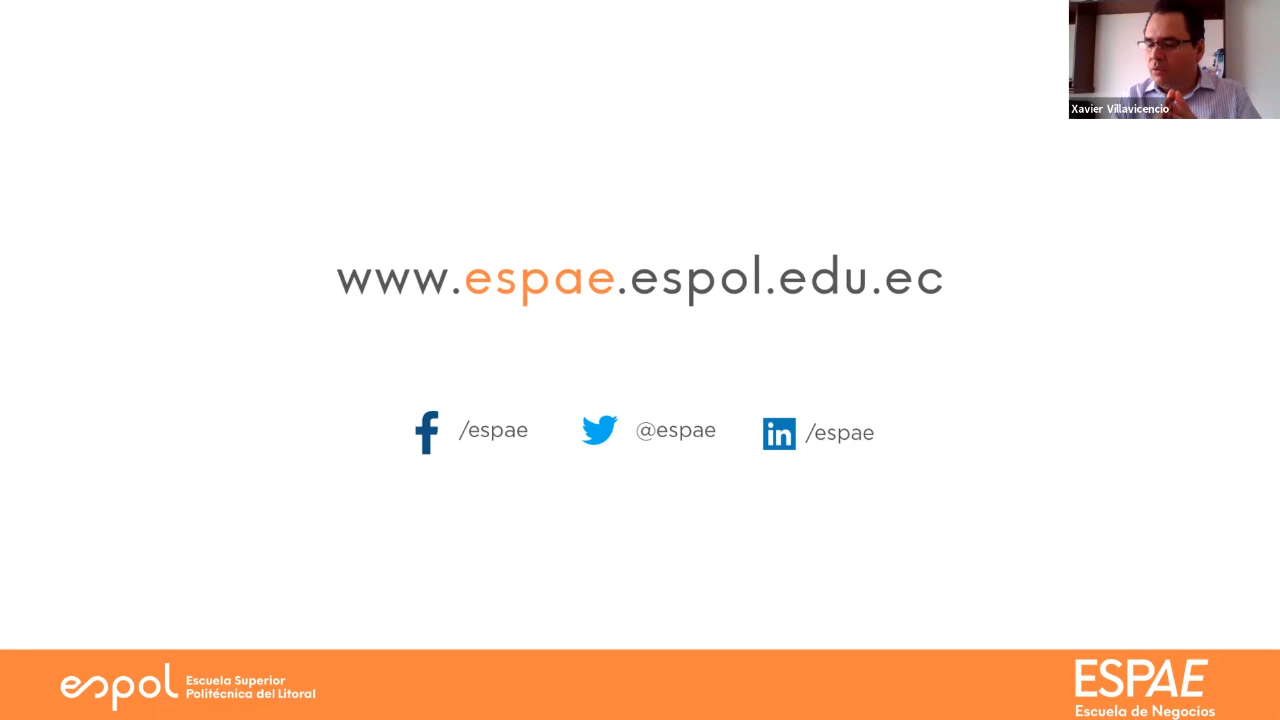 Xavier Villavicencio
www.espae.espol.edu.ec
/espae
@espae
in
/espae
espol
Escuela Superior
Politécnica del Litoral
ESPAE
Escuela de Negocios